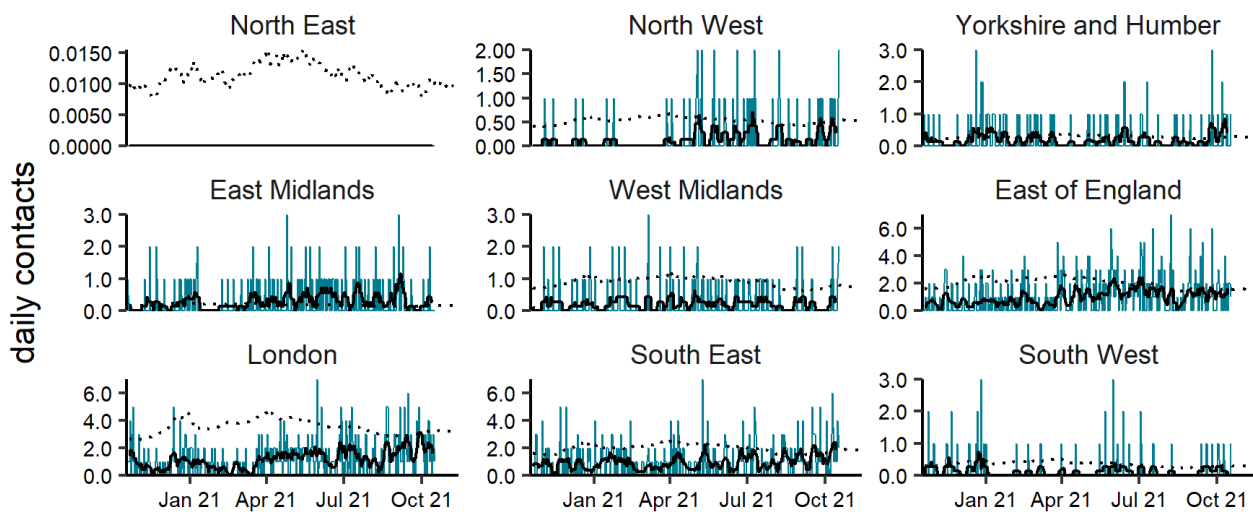 North East
North West
Yorkshire and Humber
0.0150
0.0100
0.0050
0.0000
2.00
1.50
1.00
0.50
0.00
3.0
2.0
1.0
0.0
daily contacts
East Midlands
West Midlands
East of England
3.0
2.0
1.0
0.0
3.0
2.0
1.0
0.0
6.0
4.0
2.0
0.0
London
South East
South West
6.0
4.0
2.0
0.0
6.0
4.0
2.0
0.0
3.0
2.0
1.0
0.0
Jan 21 Apr 21 Jul 21 Oct 21
Jan 21 Apr 21 Jul 21 Oct 21
Jan 21 Apr 21 Jul 21 Oct 21